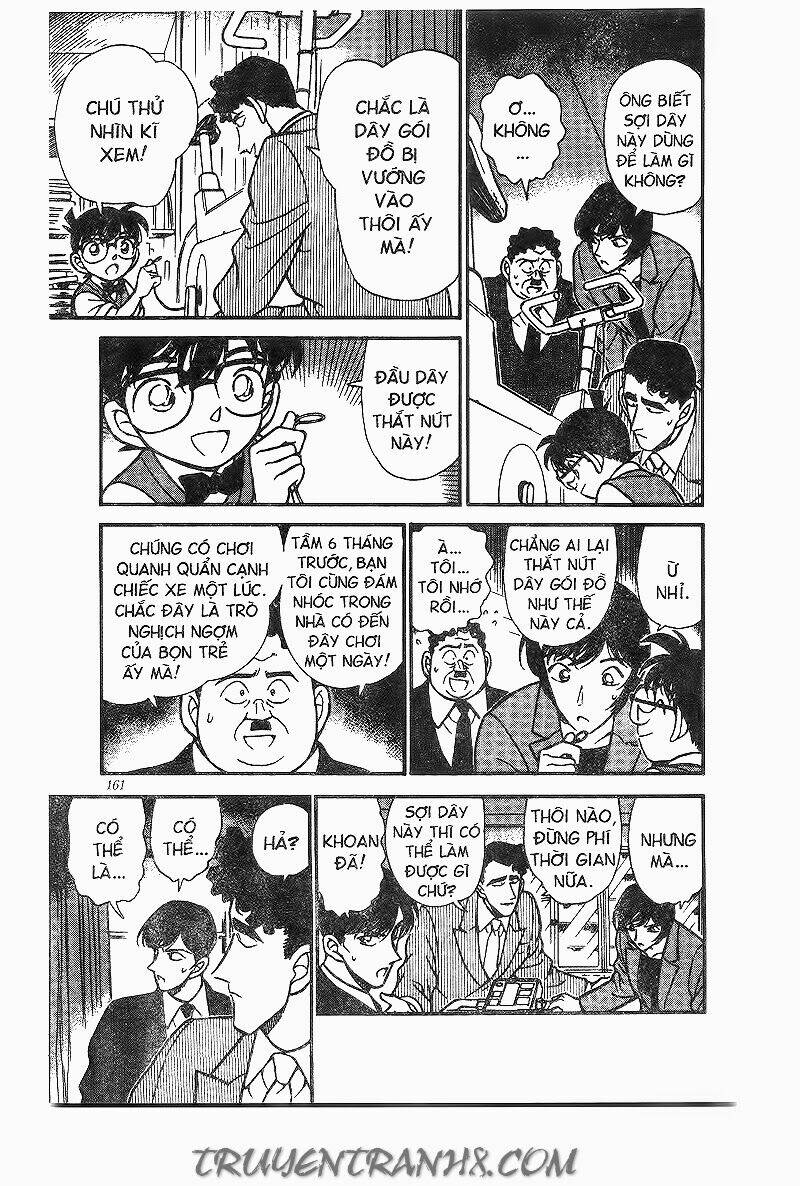 ÔNG BIẾT
SỢI DÂY
NÀY DÙNG
ĐỂ LÀM GÌ
KHÔNG?
Ơ...
KHÔNG
...
CHẮC LÀ
DÂY GÓI
ĐỒ BỊ
VƯỚNG
VÀO
THÔI ẤY
MÀ!
CHÚ THỬ
NHÌN KĨ
XEM!
ĐẦU DÂY
ĐƯỢC
THẮT NÚT
NÀY!
Ừ
NHỈ.
CHẲNG AI LẠI
THẮT NÚT
DÂY GÓI ĐỒ
NHƯ THẾ
NÀY CẢ.
À...
TÔI...
TÔI NHỚ
RỒI...
TẦM 6 THÁNG
TRƯỚC, BẠN
TÔI CÙNG ĐÁM
NHÓC TRONG
NHÀ CÓ ĐẾN
ĐÂY CHƠI
MỘT NGÀY!
CHÚNG CÓ CHƠI
QUANH QUẨN CẠNH
CHIẾC XE MỘT LÚC.
CHẮC ĐÂY LÀ TRÒ
NGHỊCH NGỢM
CỦA BỌN TRẺ
ẤY MÀ!
161
NHƯNG
MÀ...
THÔI NÀO,
ĐỪNG PHÍ
THỜI GIAN
NỮA.
SỢI DÂY
NÀY THÌ CÓ
THỂ LÀM
ĐƯỢC GÌ
CHỨ?
KHOAN
ĐÃ!
HẢ?
CÓ
THỂ...
CÓ
THỂ
LÀ...
TRUYENTRANH8.COM